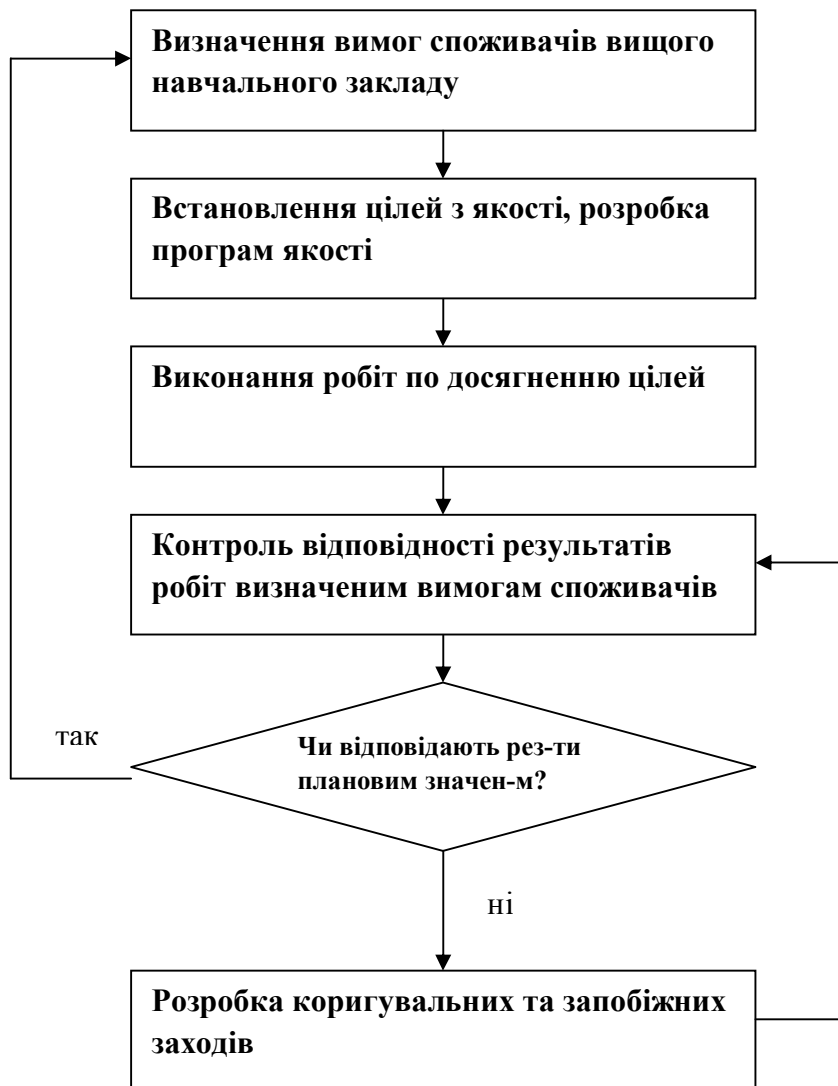 Визначення вимог споживачів вищого
навчального закладу
Встановлення цілей з якості, розробка
програм якості
Виконання робіт по досягненню цілей
Контроль відповідності результатів
робіт визначеним вимогам споживачів
так
Чи відповідають рез-ти
плановим значен-м?
ні
Розробка коригувальних та запобіжних
заходів